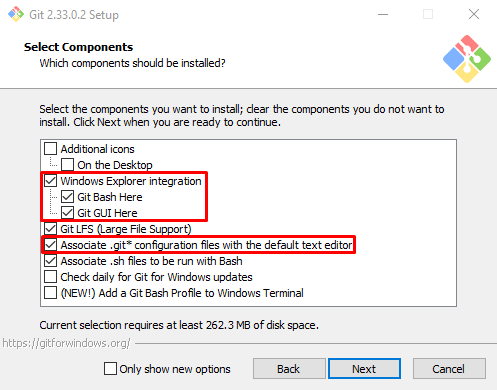 Git 2.33.0.2 Setup
Select Components
Which components should be installed?
Select the components you want to install; clear the components you do not want to
install. Click Next when you are ready to continue.
Additional icons
On the Desktop
Windows Explorer integration
Git Bash Here
Git GUI Here
Git LFS (Large File Support)
Associate .git* configuration files with the default text editor
Associate .sh files to be run with Bash
Check daily for Git for Windows updates
(NEW!) Add a Git Bash Profile to Windows Terminal
Current selection requires at least 262.3 MB of disk space.
https://gitforwindows.org/
Only show new options
Back
Next
Cancel